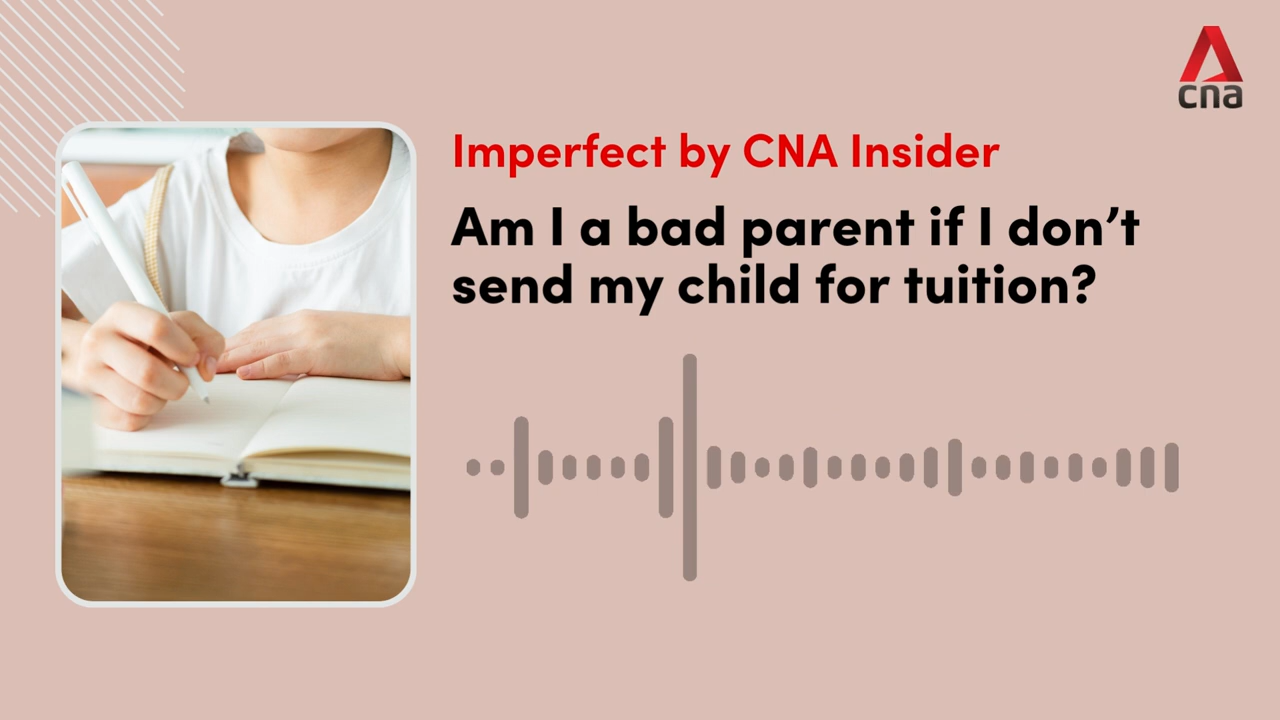 cna
Imperfect by CNA Insider
Am I a bad parent if I don’t
send my child for tuition?